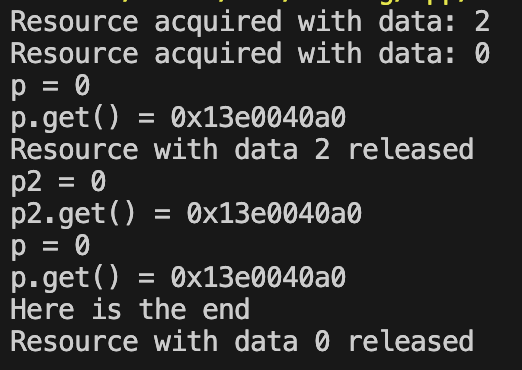 Resource acquired with data: 2
Resource acquired with data: 0
p = 0
p.get() = 0x13e0040a0
Resource with data 2 released
p2 = 0
p2.get() = 0x13e0040a0
p = 0
p.get() = 0x13e0040a0
Here is the end
Resource with data 0 released